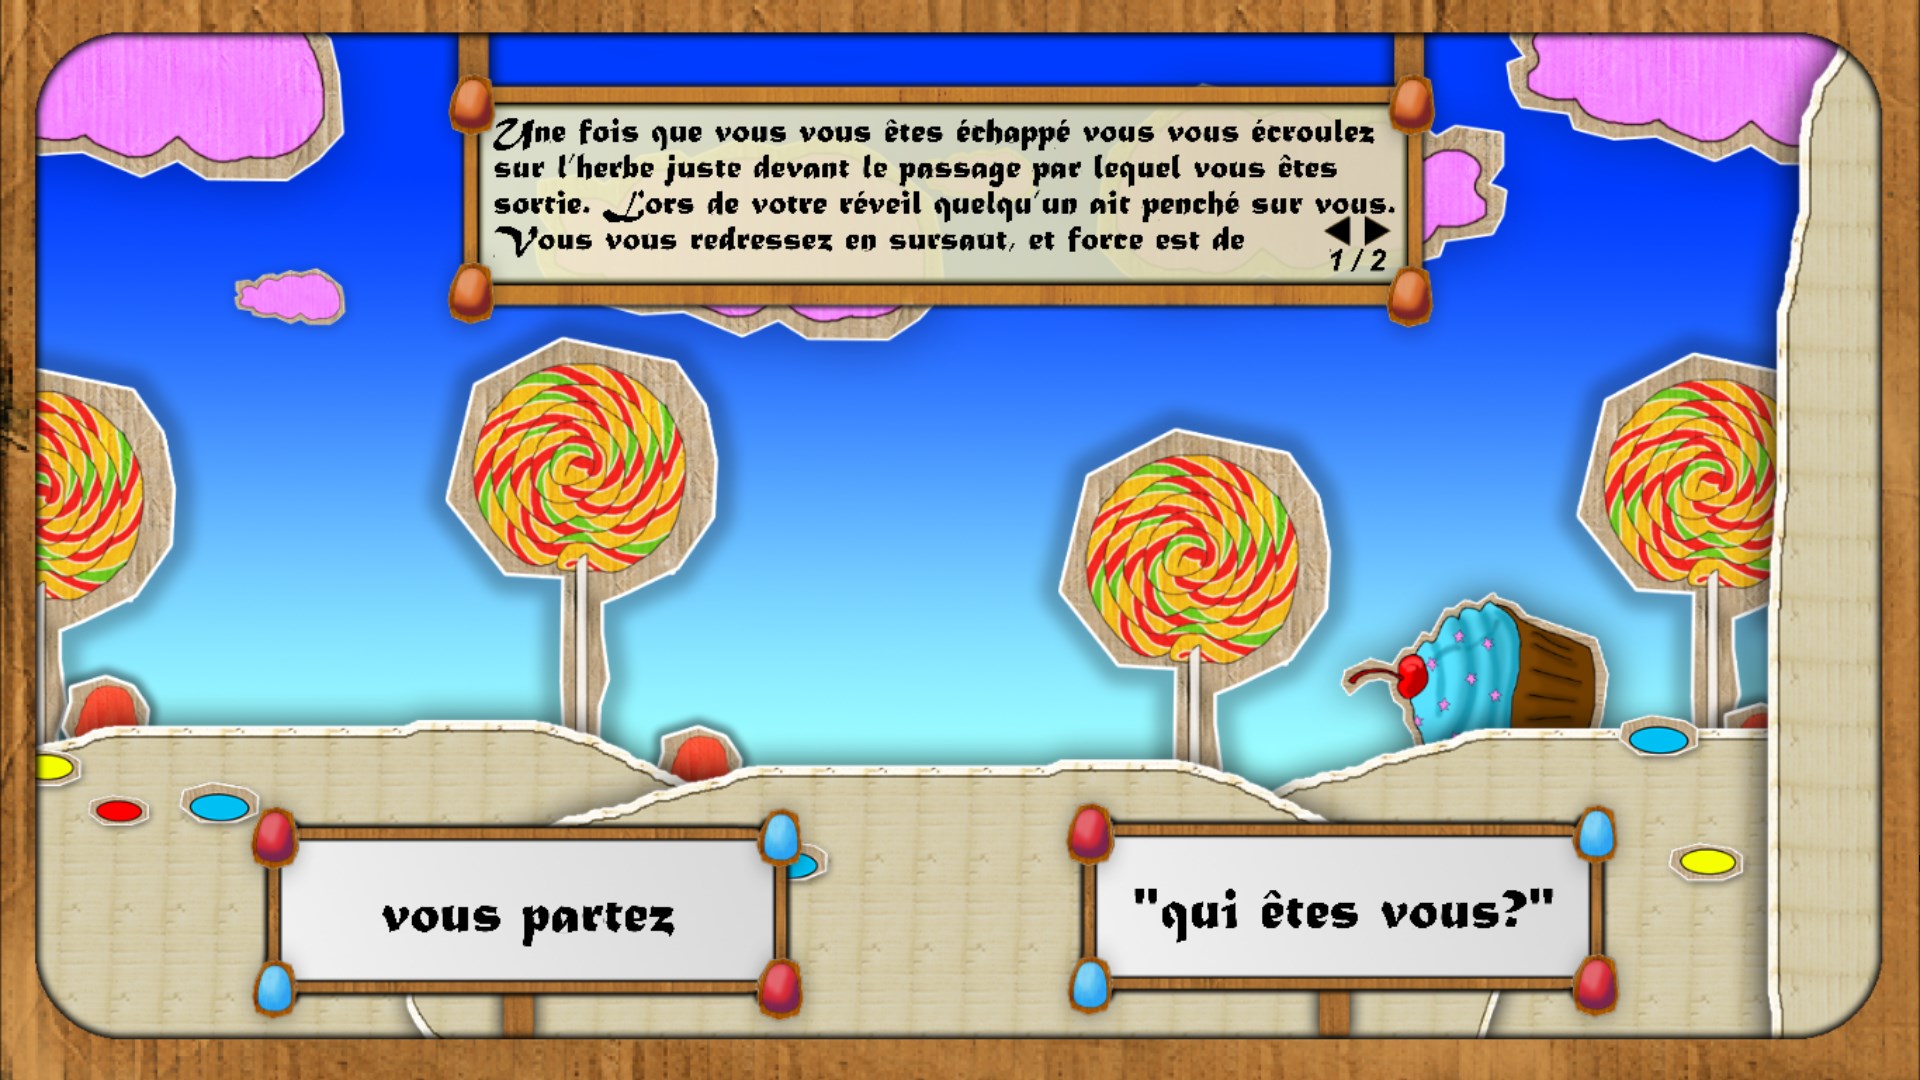 Une fois que vous vous êtes échappé vous vous écroulez
sur l'herbe juste devant le passage par lequel vous êtes
sortie. Lors de votre réveil quelqu'un ait penché sur vous.
Vous vous redressez en sursaut, et force est de
1/2
vous partez
"qui êtes vous?"